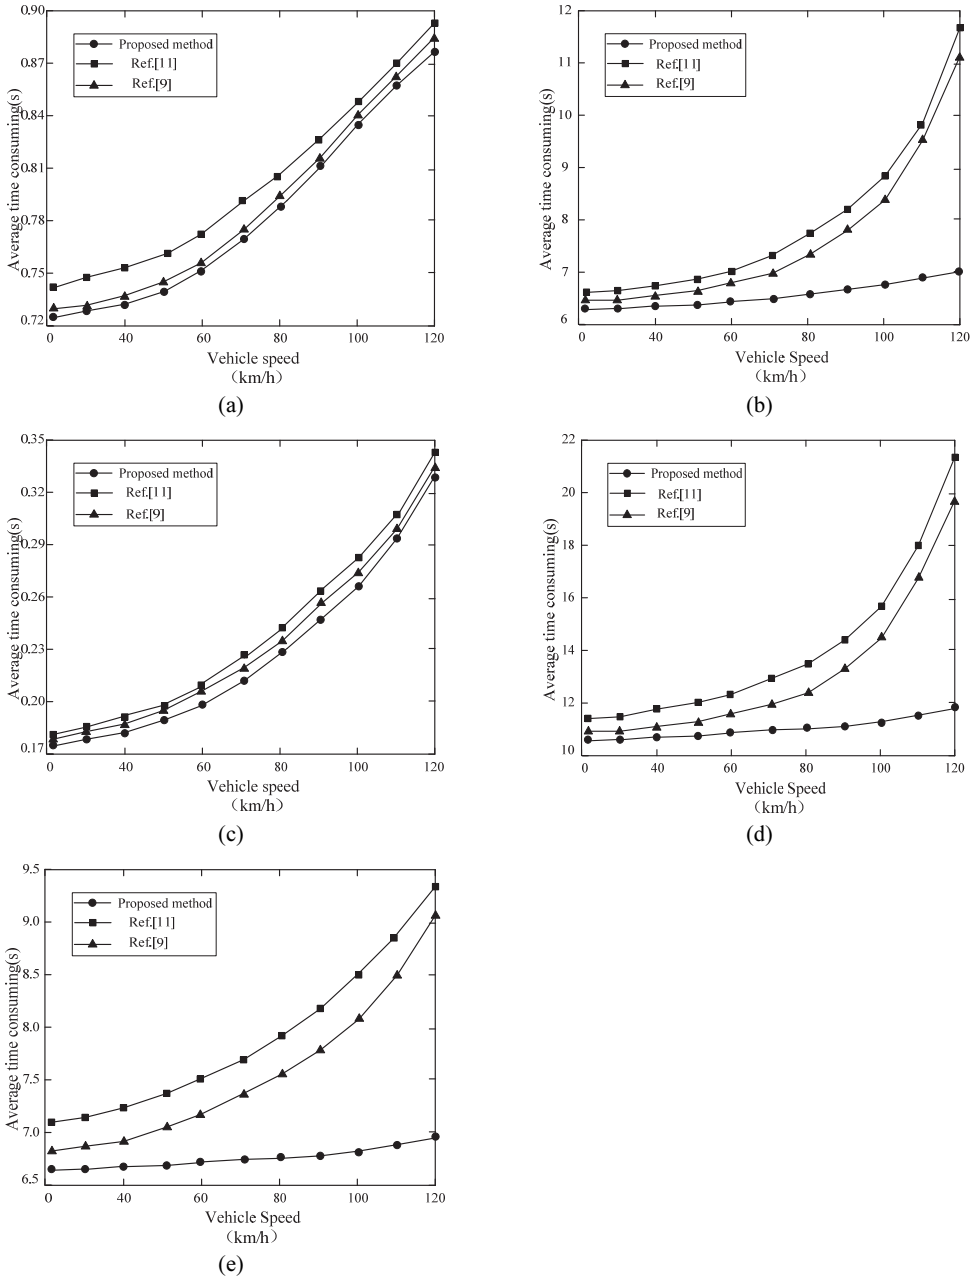 0.90
0.87
0.84
0.81
0.78
0.75
0.72
Average time consuming(s)
Proposed method
Ref.[11]
Ref.[9]
0 40 60 80 100 120
Vehicle speed
(km/h)
(a)
12
11
10
9
8
7
6
Average time consuming(s)
Proposed method
Ref.[11]
Ref.[9]
0 40 60 80 100 120
Vehicle Speed
(km/h)
(b)
0.35
0.32
0.29
0.26
0.23
0.20
0.17
Average time consuming(s)
Proposed method
Ref.[11]
Ref.[9]
0 40 60 80 100 120
Vehicle speed
(km/h)
(c)
22
20
18
16
14
12
10
Average time consuming(s)
Proposed method
Ref.[11]
Ref.[9]
0 40 60 80 100 120
Vehicle Speed
(km/h)
(d)
9.5
9.0
8.5
8.0
7.5
7.0
6.5
Average time consuming(s)
Proposed method
Ref.[11]
Ref.[9]
0 40 60 80 100 120
Vehicle Speed
(km/h)
(e)